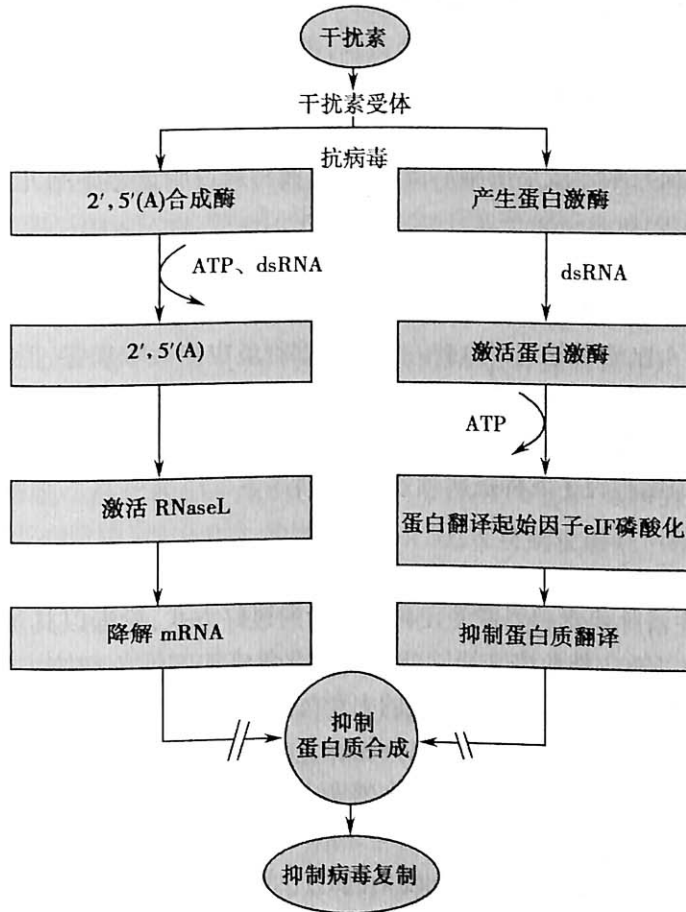 干扰素
干扰素受体
抗病毒
2′,5′(A)合成酶
产生蛋白激酶
ATP、dsRNA
dsRNA
2′,5′(A)
激活蛋白激酶
ATP
激活 RNaseL
蛋白翻译起始因子eIF磷酸化
降解 mRNA
抑制蛋白质翻译
抑制
蛋白质合成
抑制病毒复制